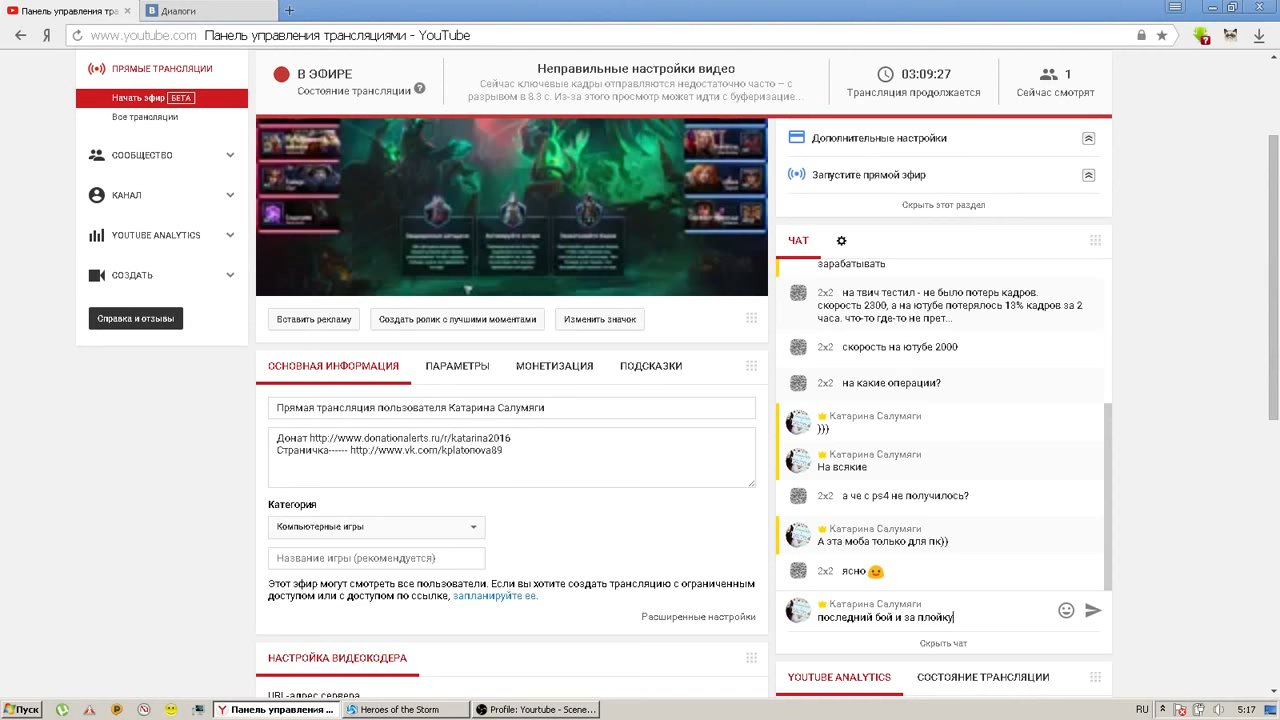 Панель управления тра
Диалоги
Я
www.youtube.com Панель управления трансляциями - YouTube
ПРЯМЫЕ ТРАНСЛЯЦИИ
Начать эфир БЕТА
Все трансляции
СООБЩЕСТВО
КАНАЛ
YOUTUBE ANALYTICS
СОЗДАТЬ
Справка и отзывы
В ЭФИРЕ
Состояние трансляции ?
Неправильные настройки видео
Сейчас ключевые кадры отправляются недостаточно часто – с
разрывом в 8.3 с. Из-за этого просмотр может идти с буферизацие...
03:09:27
Трансляция продолжается
1
Сейчас смотрят
Вставить рекламу
Создать ролик с лучшими моментами
Изменить значок
ОСНОВНАЯ ИНФОРМАЦИЯ
ПАРАМЕТРЫ
МОНЕТИЗАЦИЯ
ПОДСКАЗКИ
Прямая трансляция пользователя Катарина Салумяги
Донат http://www.donationalerts.ru/r/katarina2016
Страничка------ http://www.vk.com/kplatonova89
Категория
Компьютерные игры
Название игры (рекомендуется)
Этот эфир могут смотреть все пользователи. Если вы хотите создать трансляцию с ограниченным
доступом или с доступом по ссылке, запланируйте ее.
Расширенные настройки
НАСТРОЙКА ВИДЕОКОДЕРА
URL-адрес сервера
Дополнительные настройки
Запустите прямой эфир
Скрыть этот раздел
ЧАТ
зарабатывать
2x2 на твич тестил - не было потерь кадров.
скорость 2300, а на ютубе потерялось 13% кадров за 2
часа. что-то где-то не прет...
2x2 скорость на ютубе 2000
2x2 на какие операции?
Катарина Салумяги
)))
Катарина Салумяги
На всякие
2x2 а че с ps4 не получилось?
Катарина Салумяги
А эта моба только для пк))
2x2 ясно
Катарина Салумяги
последний бой и за плойку
Скрыть чат
YOUTUBE ANALYTICS
СОСТОЯНИЕ ТРАНСЛЯЦИИ
Пуск
Панель управления ...
Heroes of the Storm
Profile: Yourtube - Scene...
RU
5:17